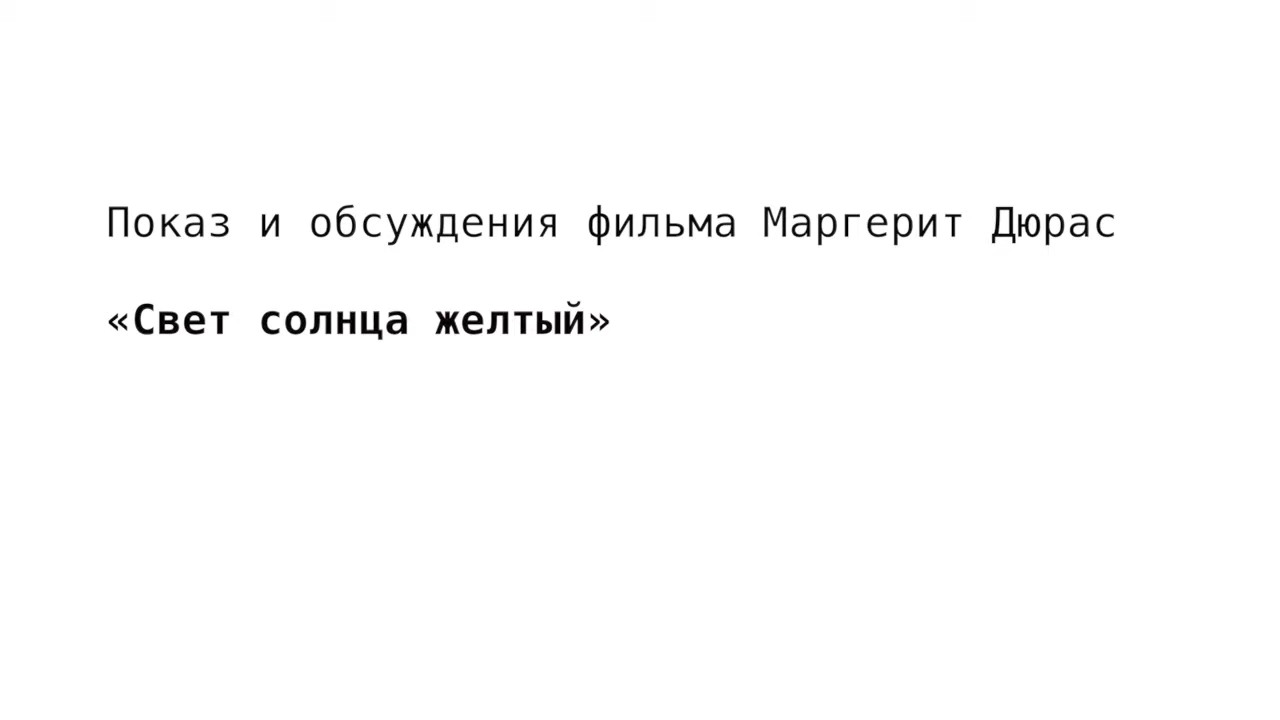 Показ и обсуждения фильма Маргерит Дюрас
«Свет солнца желтый»